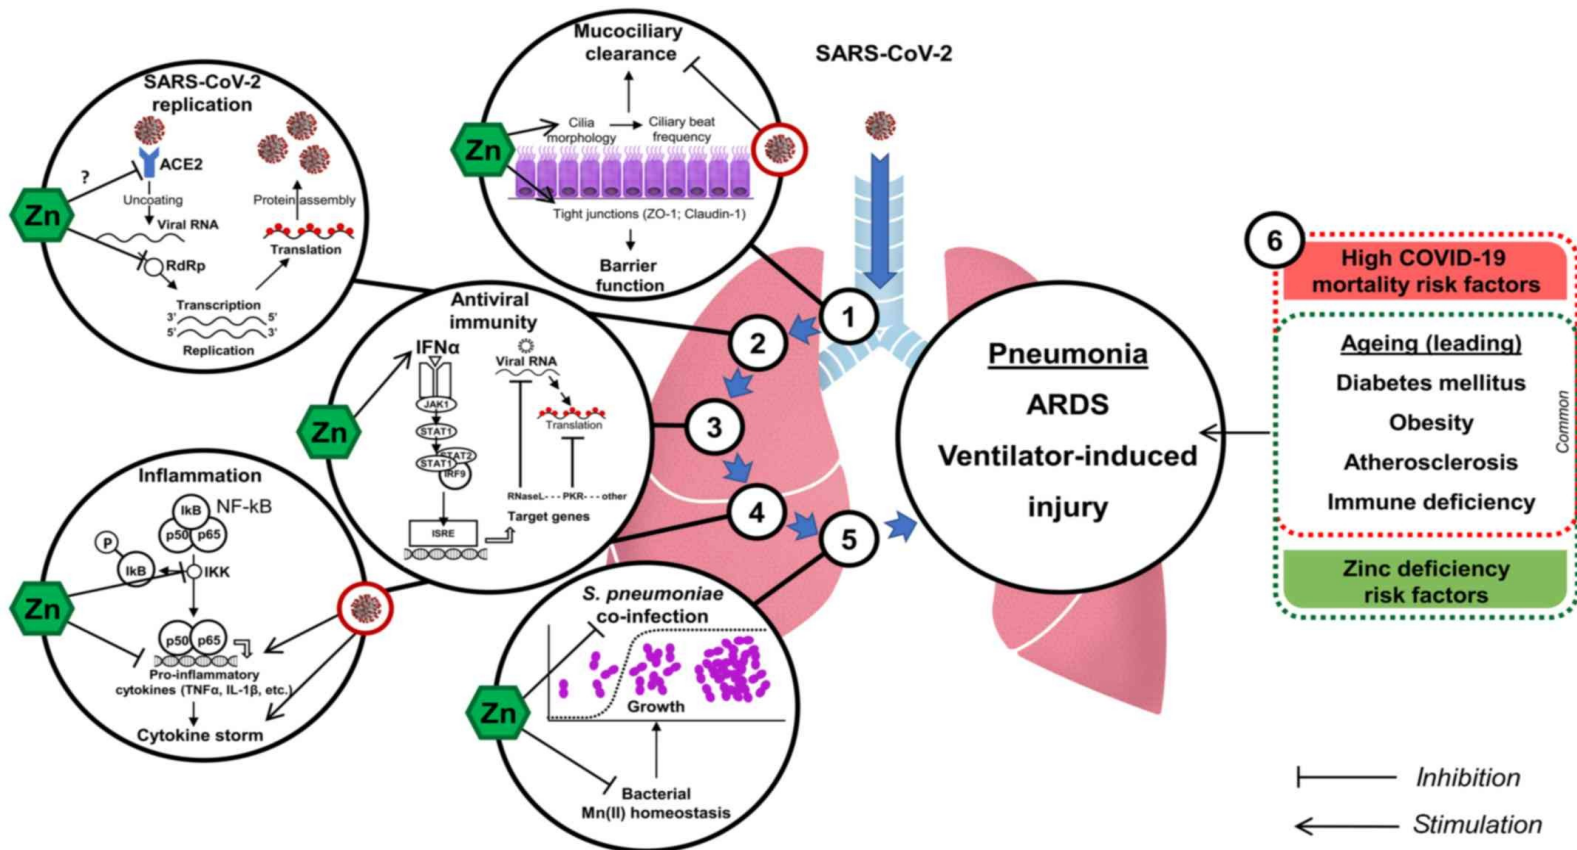 SARS-CoV-2
replication
ACE2
?
Zn
Uncoating
Viral RNA
RdRp
Protein assembly
Translation
Transcription
3' 5'
5' 3'
Replication
Mucociliary
clearance
Zn
Cilia
morphology
Ciliary beat
frequency
Tight junctions (ZO-1; Claudin-1)
Barrier
function
SARS-CoV-2
Antiviral
immunity
Zn
IFNα
JAK1
STAT1
STAT2
STAT1
IRF9
ISRE
Viral RNA
Translation
RNaseL---PKR---other
Target genes
Inflammation
IkB
NF-kB
p50 p65
P
IkB
IKK
Zn
p50 p65
Pro-inflammatory
cytokines (TNFα, IL-1β, etc.)
Cytokine storm
S. pneumoniae
co-infection
Zn
Growth
Bacterial
Mn(II) homeostasis
1
2
3
4
5
Pneumonia
ARDS
Ventilator-induced
injury
6
High COVID-19
mortality risk factors
Ageing (leading)
Diabetes mellitus
Obesity
Atherosclerosis
Immune deficiency
Common
Zinc deficiency
risk factors
Inhibition
Stimulation